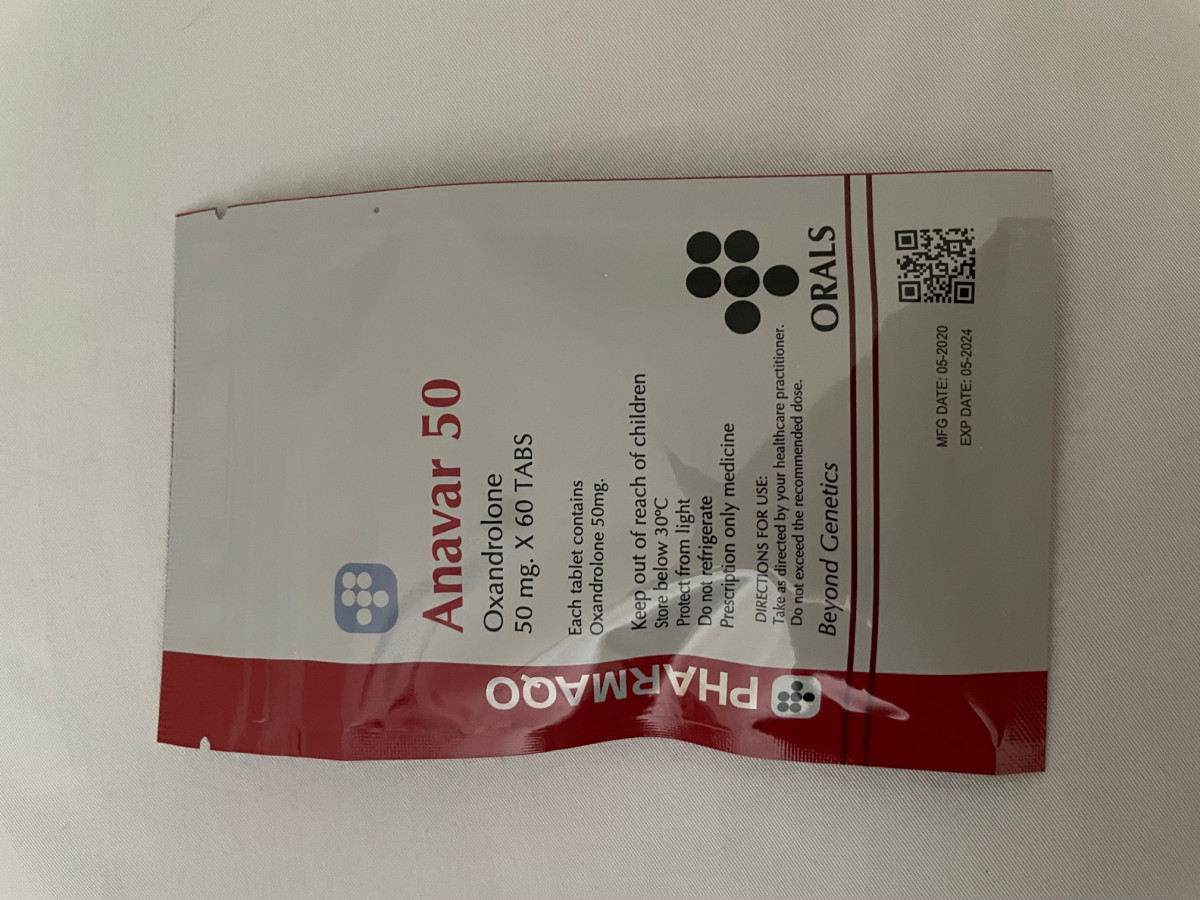 Anavar 50
Oxandrolone
50 mg. X 60 TABS
Each tablet contains
Oxandrolone 50mg.
Keep out of reach of children
Store below 30ºC
Protect from light
Do not refrigerate
Prescription only medicine
DIRECTIONS FOR USE:
Take as directed by your healthcare practitioner.
Do not exceed the recommended dose.
Beyond Genetics
ORALS
MFG DATE: 05-2020
EXP DATE: 05-2024
PHARMAQO